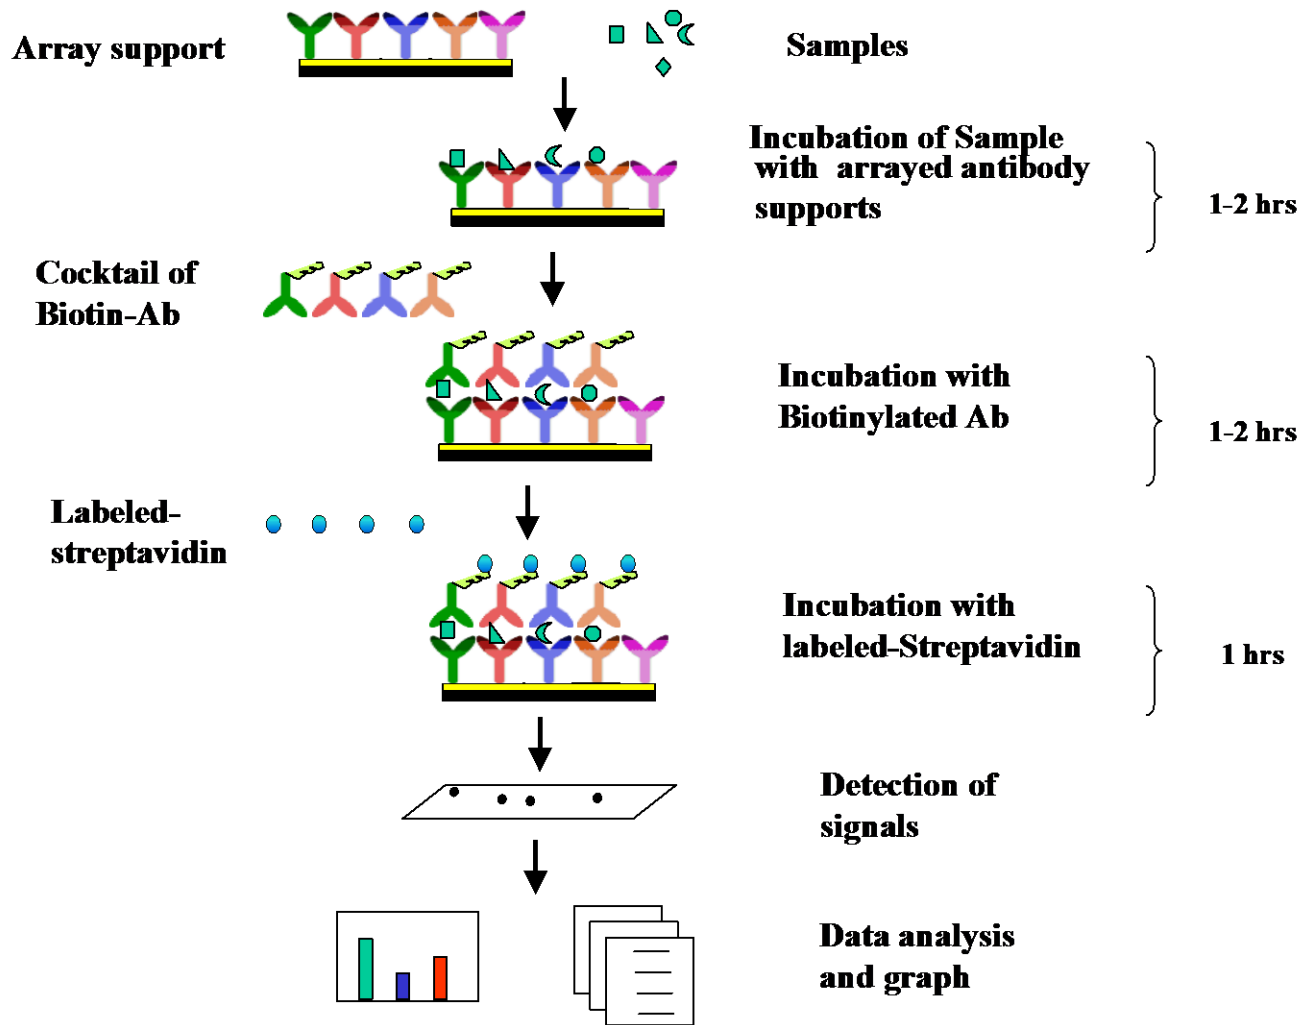 Array support
Samples
Incubation of Sample
with arrayed antibody
supports
1-2 hrs
Cocktail of
Biotin-Ab
Incubation with
Biotinylated Ab
1-2 hrs
Labeled-
streptavidin
Incubation with
labeled-Streptavidin
1 hrs
Detection of
signals
Data analysis
and graph